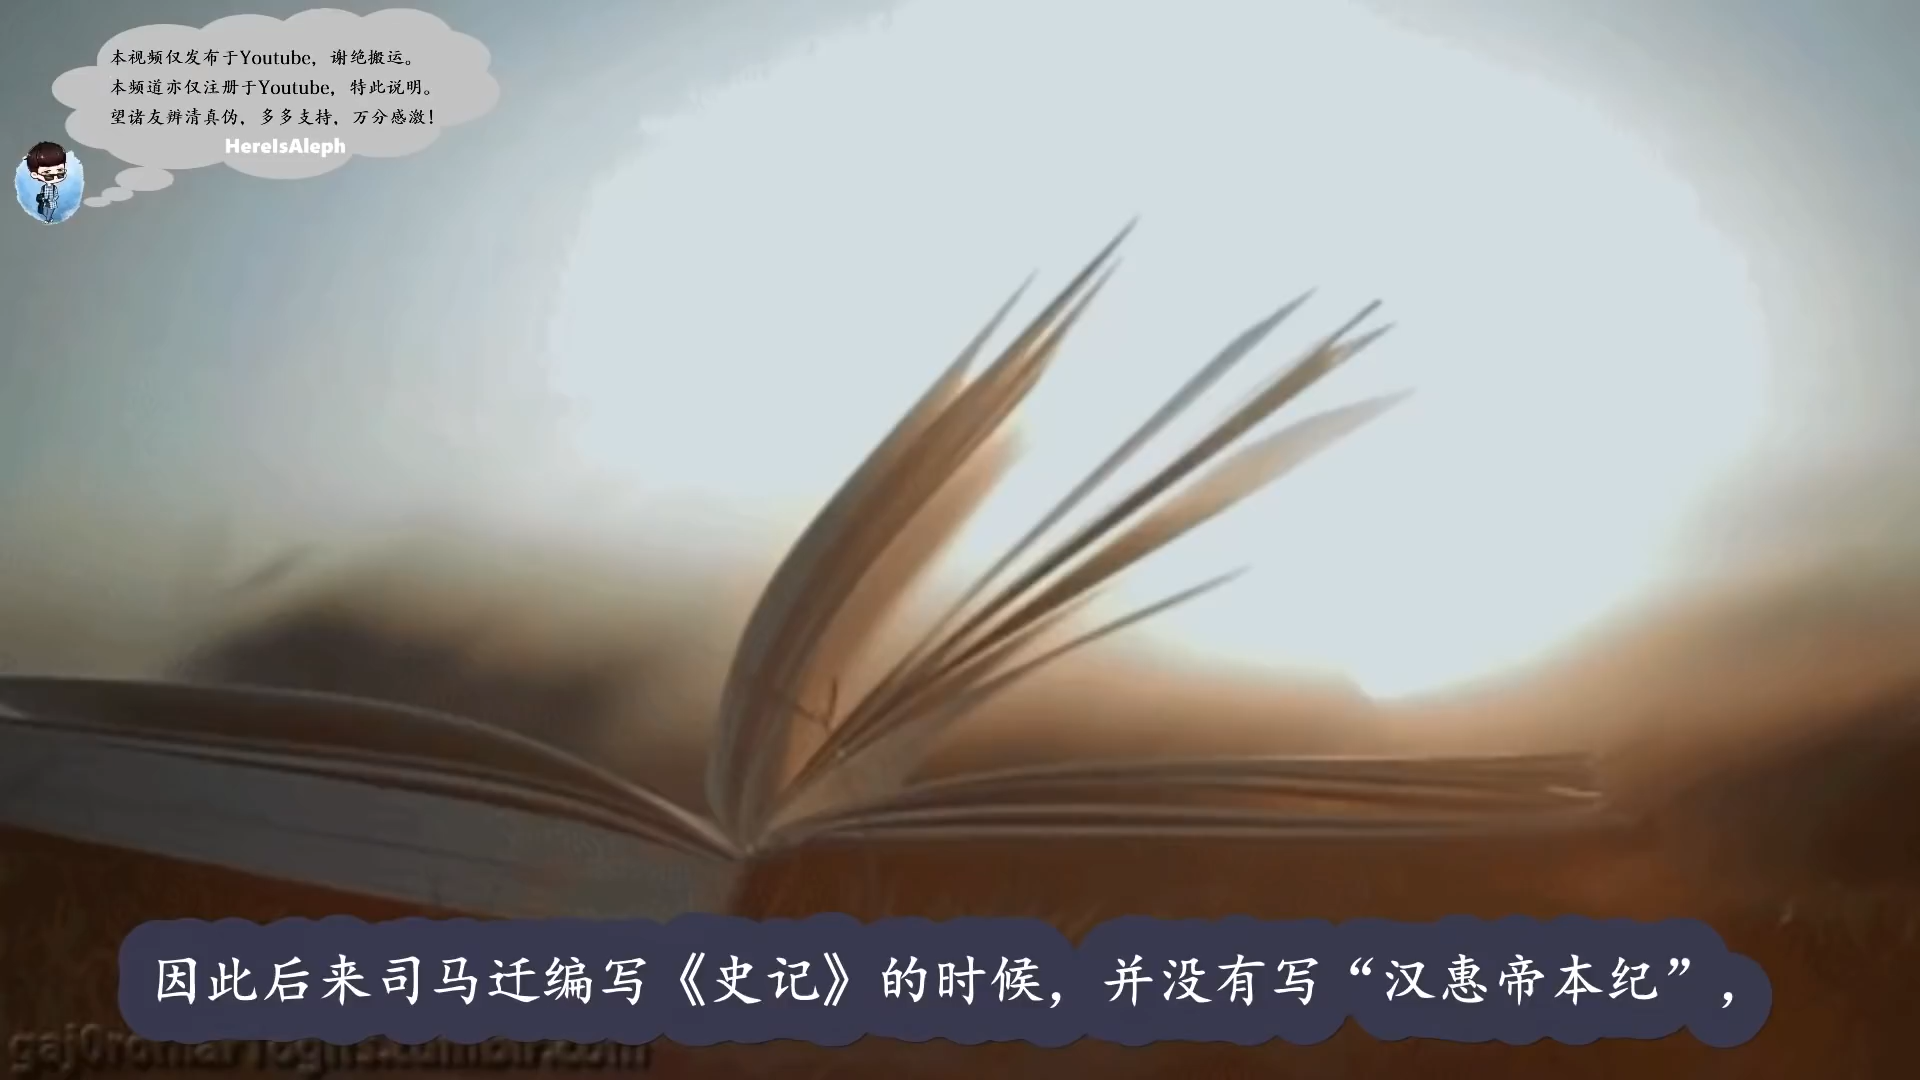 本视频仅发布于Youtube，谢绝搬运。
本频道亦仅注册于Youtube，特此说明。
望诸友辨清真伪，多多支持，万分感激！
HereIsAleph
因此后来司马迁编写《史记》的时候，并没有写“汉惠帝本纪”，